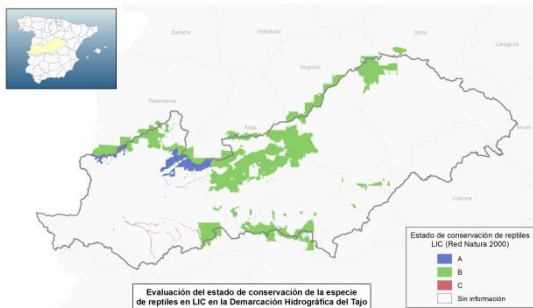 Zamora
Valladolid
Soria
Zaragoza
Segovia
Salamanca
Ávila
Teruel
Cuenca
Estado de conservación de reptiles
LIC (Red Natura 2000)
A
B
C
Sin información
Evaluación del estado de conservación de la especie
de reptiles en LIC en la Demarcación Hidrográfica del Tajo